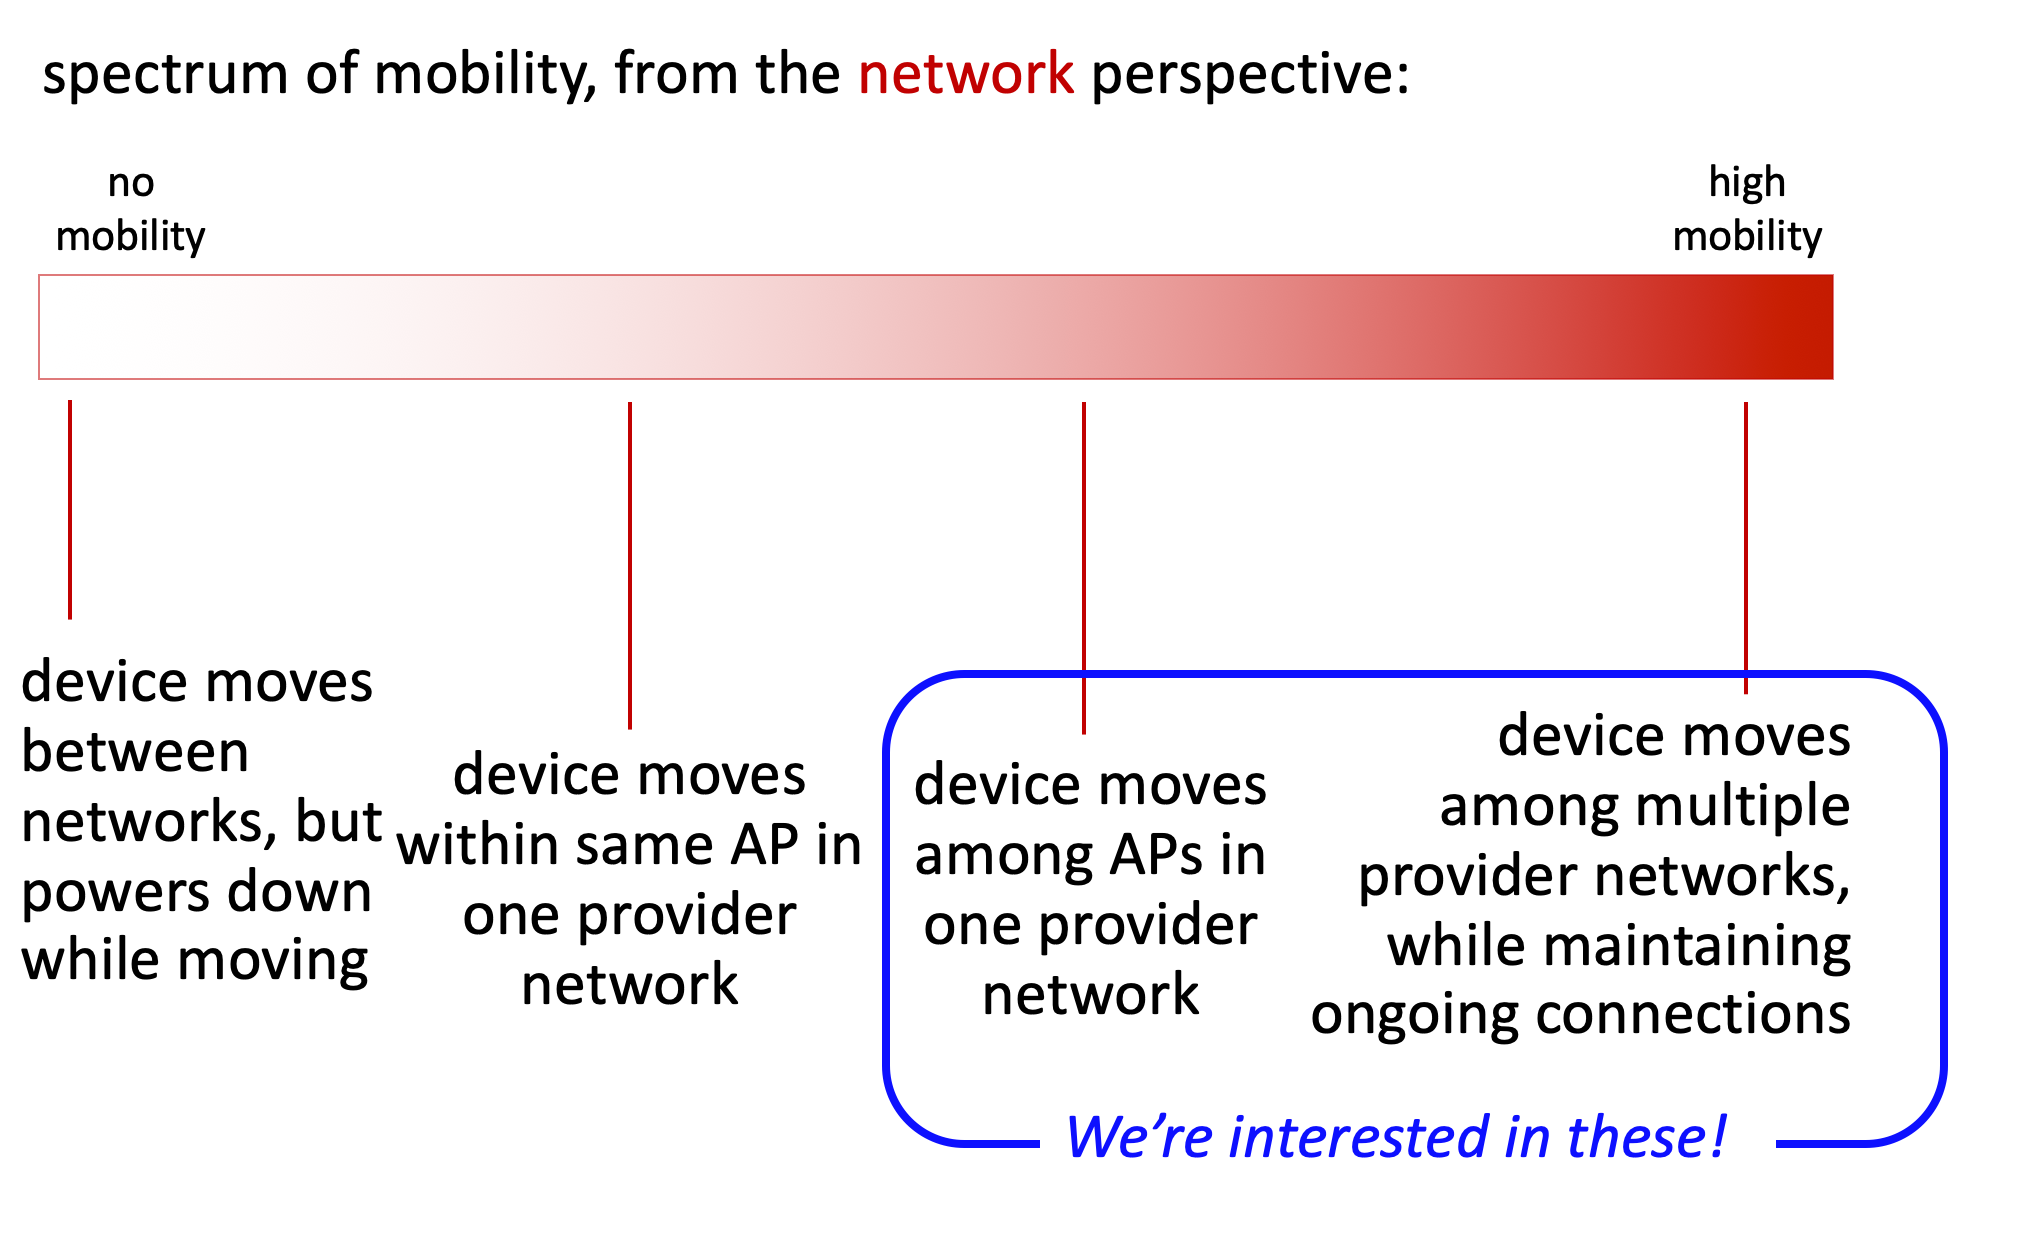 spectrum of mobility, from the network perspective:
no
mobility
high
mobility
device moves
between
networks, but
powers down
while moving
device moves
within same AP in
one provider
network
device moves
among APs in
one provider
network
device moves
among multiple
provider networks,
while maintaining
ongoing connections
We’re interested in these!